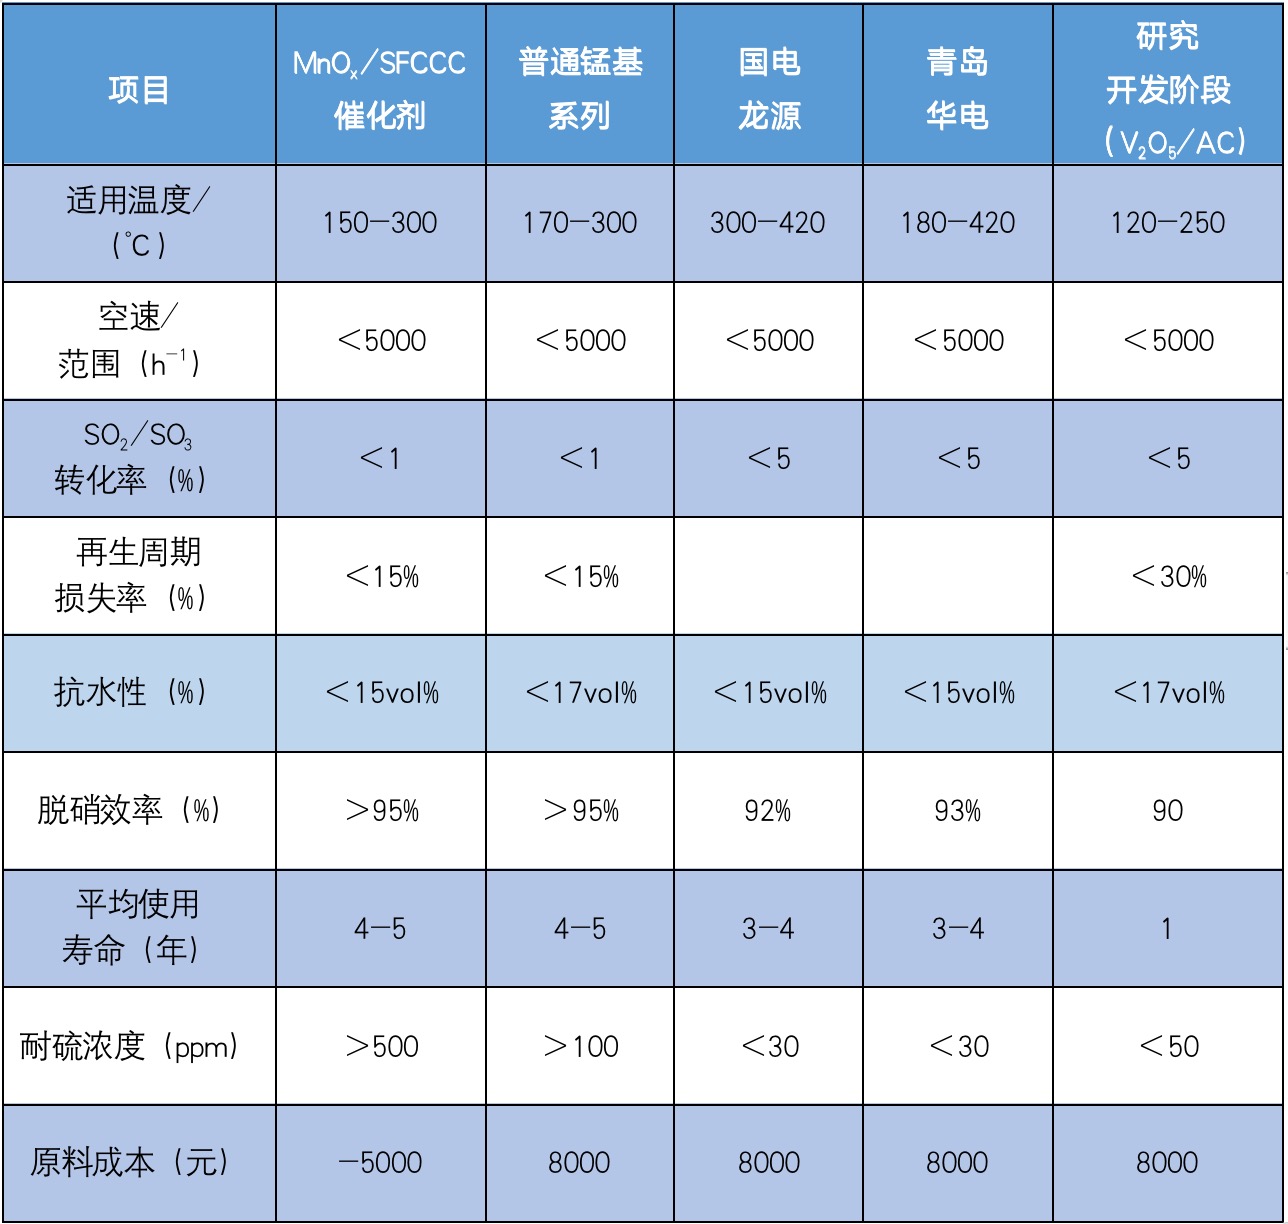 项目
MnOₓ/SFCCC
催化剂
普通锰基
系列
国电
龙源
青岛
华电
研究
开发阶段
(V₂O₅/AC)
适用温度/
(℃)
150-300
170-300
300-420
180-420
120-250
空速/
范围 (h⁻¹)
<5000
<5000
<5000
<5000
<5000
SO₂/SO₃
转化率 (%)
<1
<1
<5
<5
<5
再生周期
损失率 (%)
<15%
<15%
<30%
抗水性 (%)
<15vol%
<17vol%
<15vol%
<15vol%
<17vol%
脱硝效率 (%)
>95%
>95%
92%
93%
90
平均使用
寿命 (年)
4-5
4-5
3-4
3-4
1
耐硫浓度 (ppm)
>500
>100
<30
<30
<50
原料成本 (元)
-5000
8000
8000
8000
8000